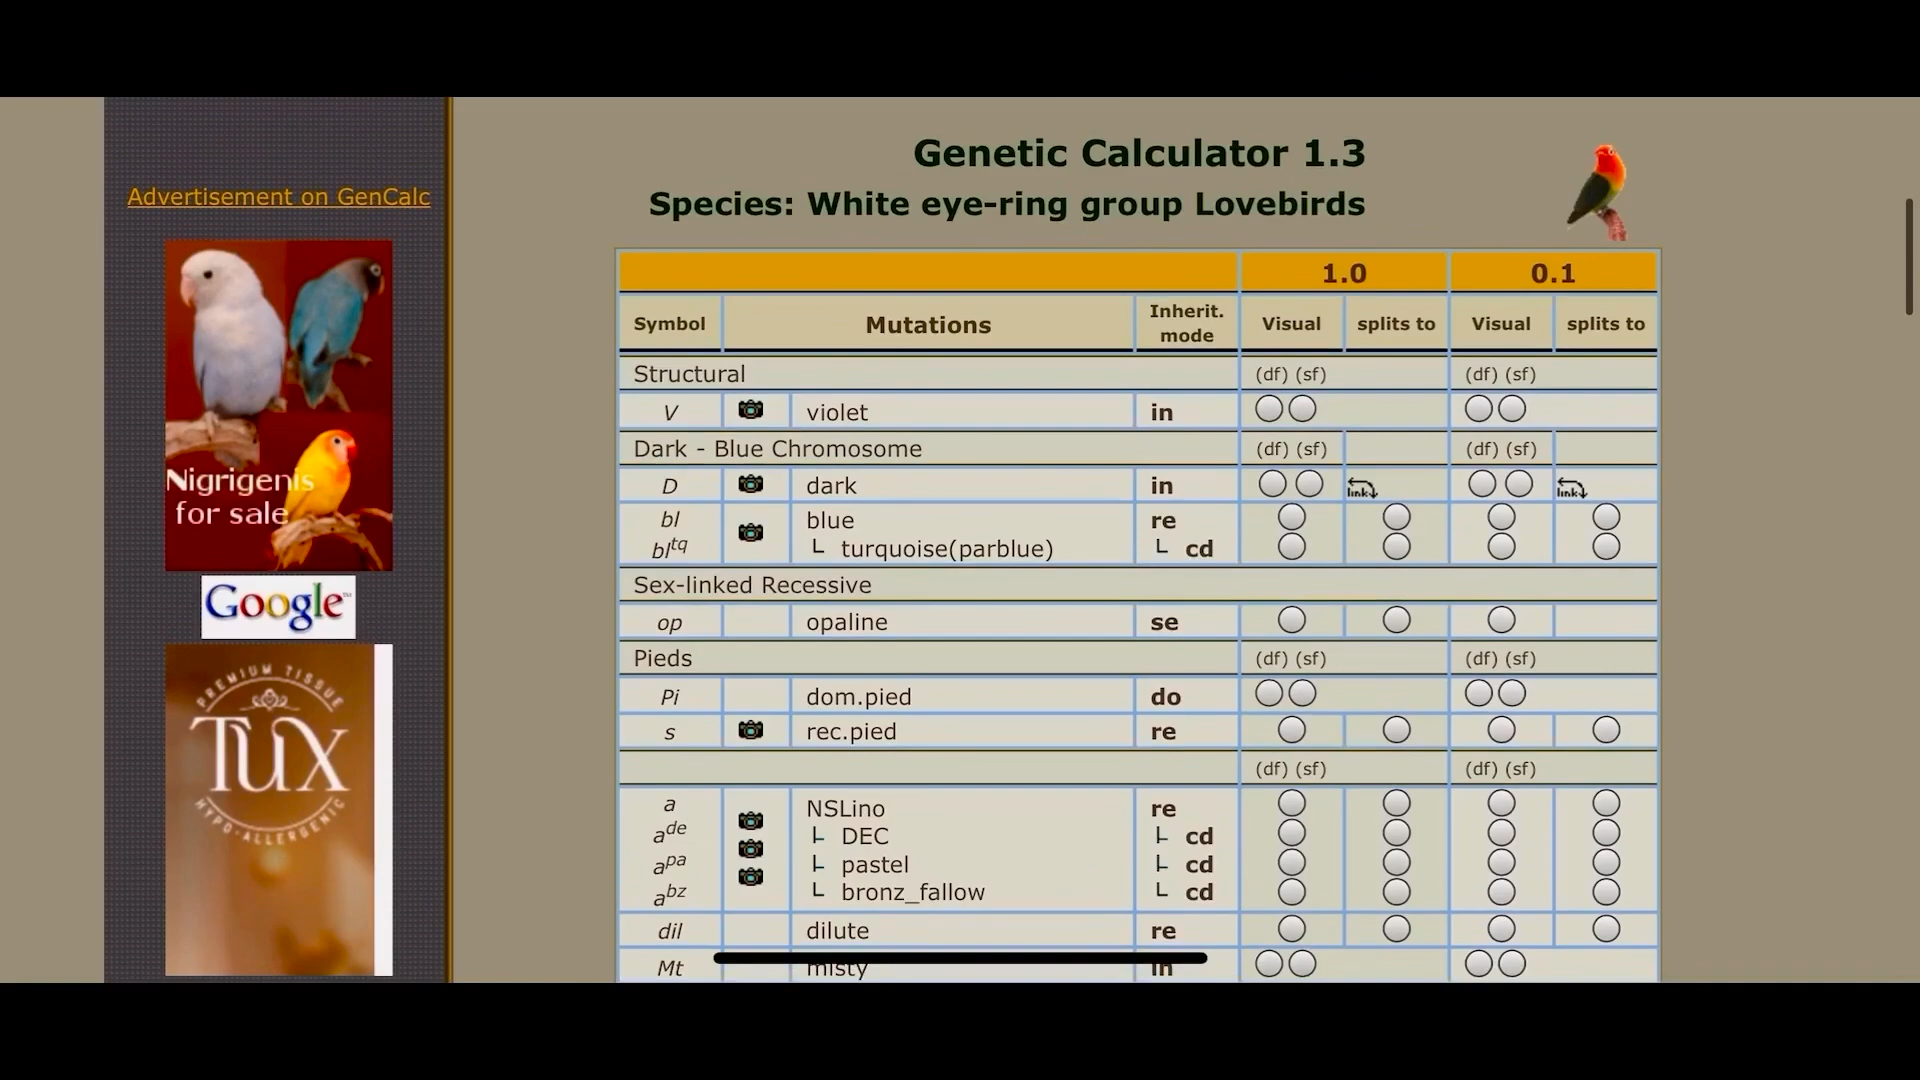 Advertisement on GenCalc
Nigrigenis
for sale
Google™
PREMIUM TISSUE
TUX
HYPO-ALLERGENIC
Genetic Calculator 1.3
Species: White eye-ring group Lovebirds
1.0 0.1
Symbol Mutations Inherit. mode Visual splits to Visual splits to
Structural (df) (sf) (df) (sf)
V violet in
Dark - Blue Chromosome (df) (sf) (df) (sf)
D dark in link link
bl blue re
bltq └ turquoise(parblue) └ cd
Sex-linked Recessive
op opaline se
Pieds (df) (sf) (df) (sf)
Pi dom.pied do
s rec.pied re
(df) (sf) (df) (sf)
a NSLino re
ade ├ DEC ├ cd
apa ├ pastel ├ cd
abz └ bronz_fallow └ cd
dil dilute re
Mt misty in